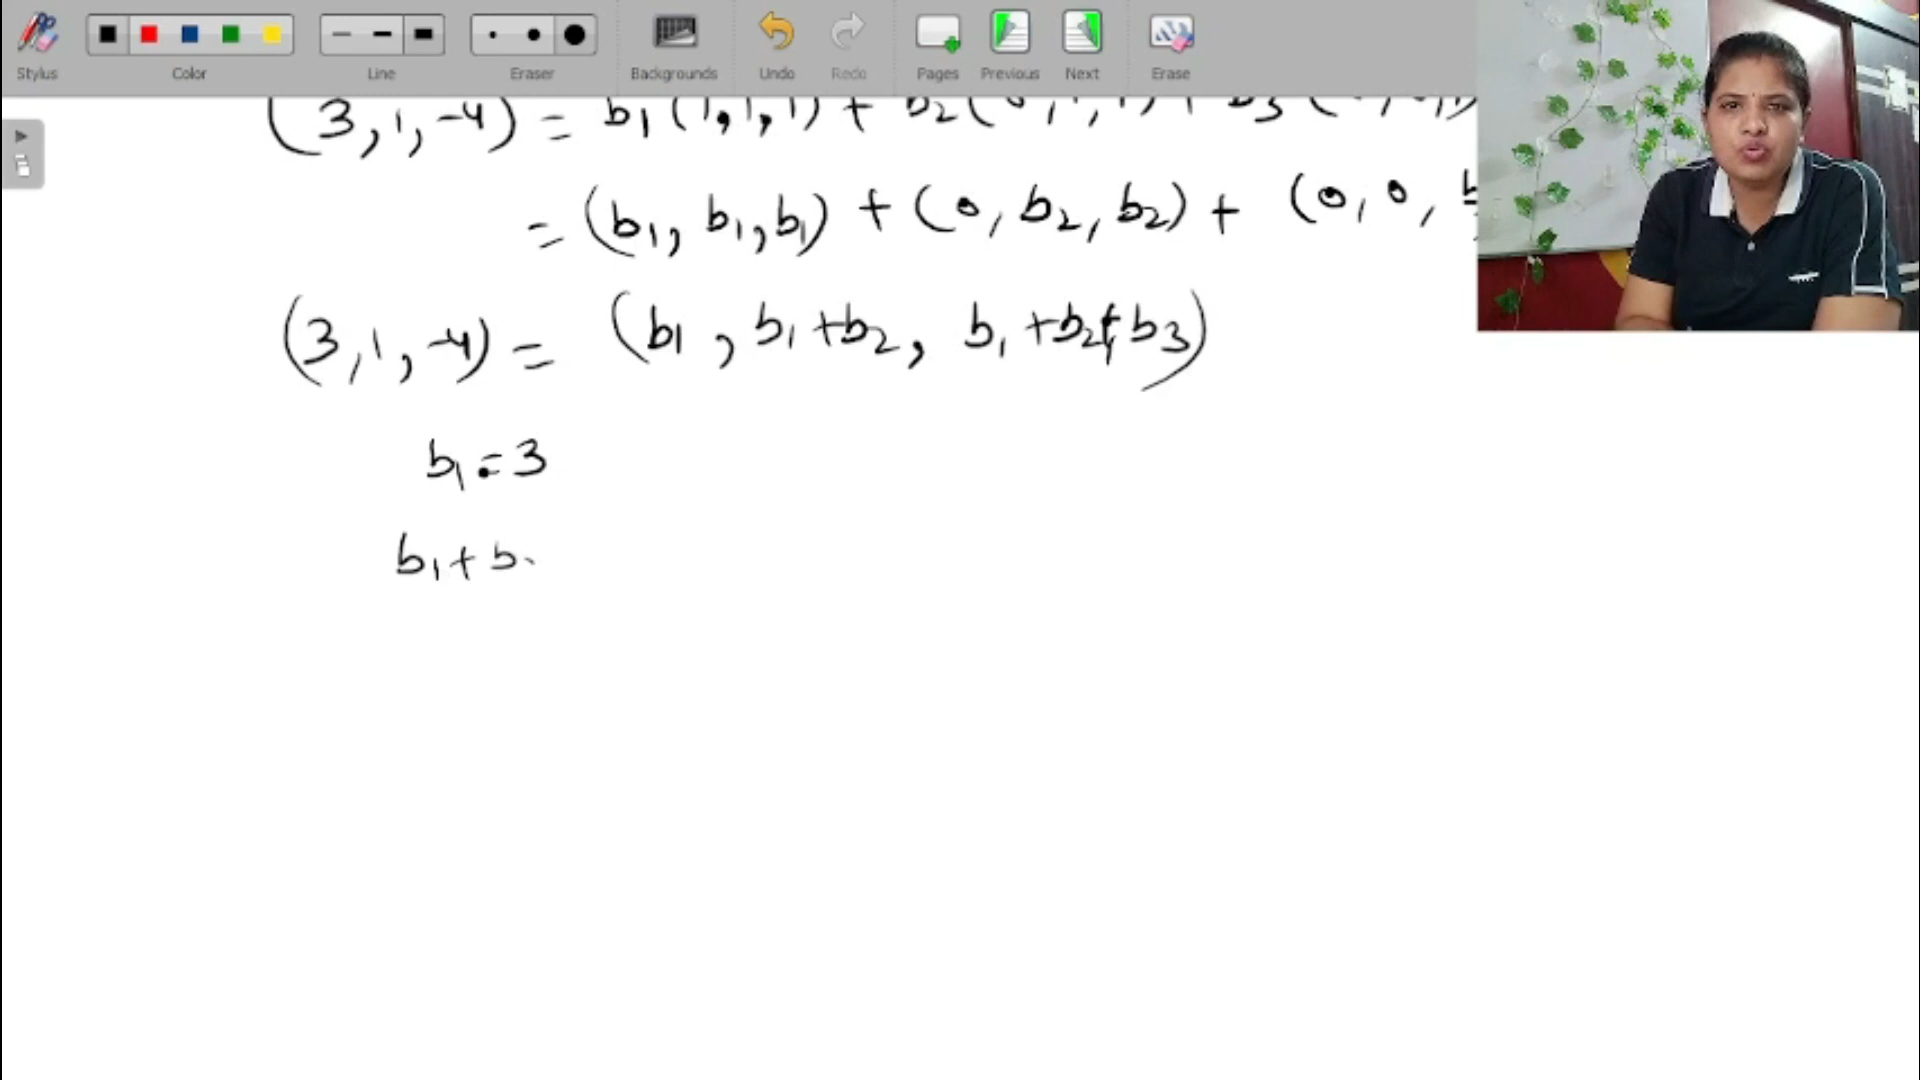 Stylus Color Line Eraser Backgrounds Undo Redo Pages Previous Next Erase
(3, 1, -4) = b1 (1, 1, 1) + b2 ( + b3 (
= (b1, b1, b1) + (0, b2, b2) + (0, 0,
(3, 1, -4) = (b1, b1 + b2, b1 + b2 + b3)
b1 = 3
b1 + b